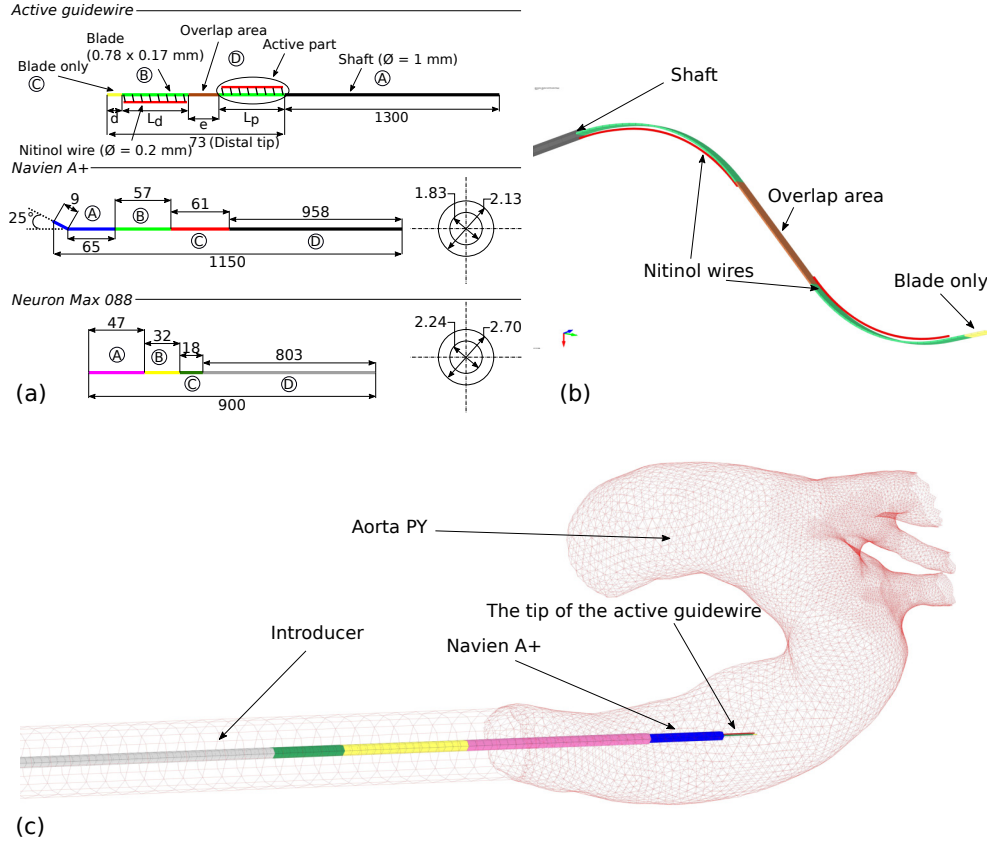 Active guidewire
Overlap area
Blade
(0.78 x 0.17 mm)
Ⓓ
Active part
Blade only
Ⓒ
Ⓑ
Shaft (Ø = 1 mm)
Ⓐ
d
Ld
e
Lp
1300
73 (Distal tip)
Nitinol wire (Ø = 0.2 mm)
Navien A+
9
57
61
958
25°
Ⓐ
Ⓑ
Ⓒ
Ⓓ
65
1150
1.83
2.13
Neuron Max 088
47
32
18
803
Ⓐ
Ⓑ
Ⓒ
Ⓓ
900
2.24
2.70
(a)
Shaft
Overlap area
Nitinol wires
Blade only
(b)
Aorta PY
The tip of the active guidewire
Introducer
Navien A+
(c)